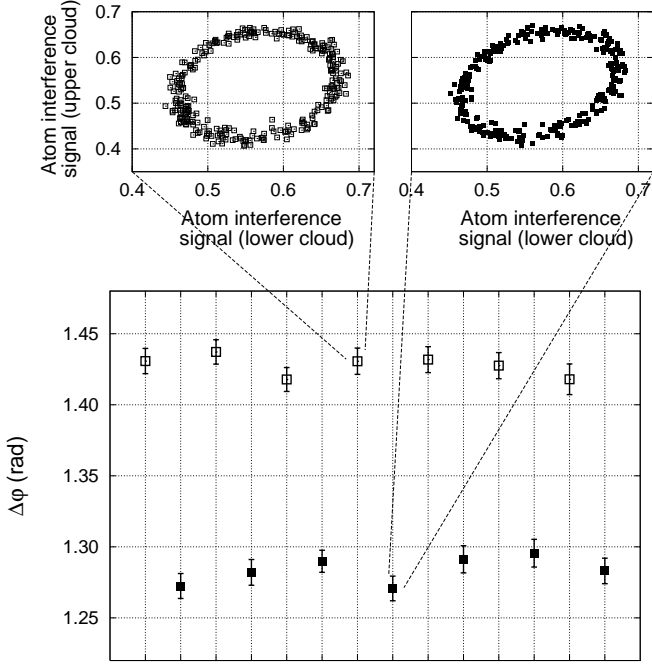 0.7
0.6
0.5
0.4
Atom interference
signal (upper cloud)
0.4 0.5 0.6 0.7
0.4 0.5 0.6 0.7
Atom interference
signal (lower cloud)
Atom interference
signal (lower cloud)
1.45
1.40
1.35
1.30
1.25
Δφ (rad)